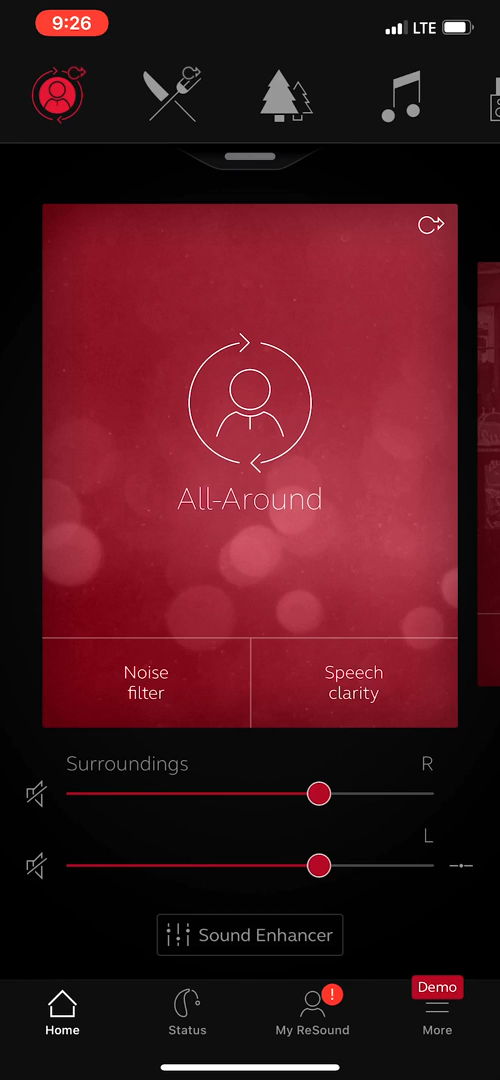 9:26
LTE
All-Around
Noise
filter
Speech
clarity
Surroundings
R
L
Sound Enhancer
!
Demo
Home
Status
My ReSound
More